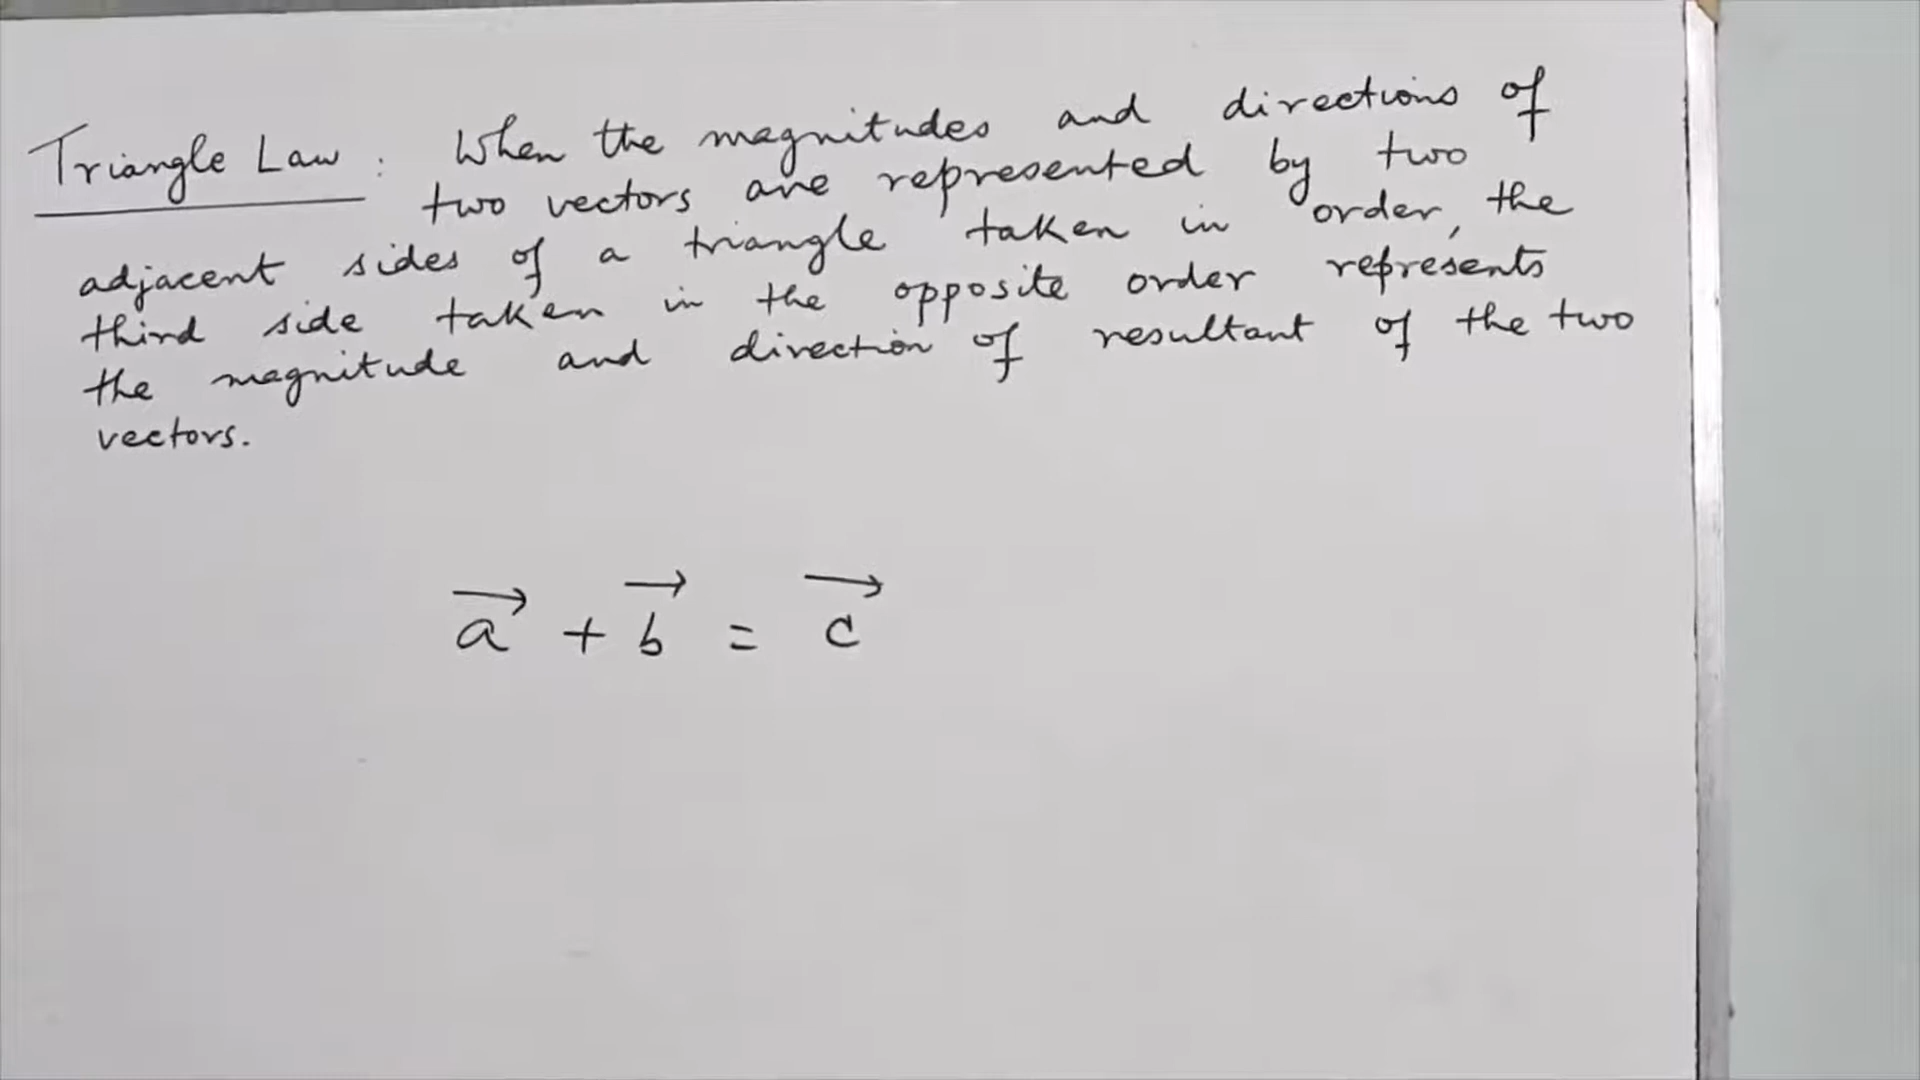 Triangle Law : When the magnitudes and directions of
two vectors are represented by two
adjacent sides of a triangle taken in order, the
third side taken in the opposite order represents
the magnitude and direction of resultant of the two
vectors.
→a + →b = →c